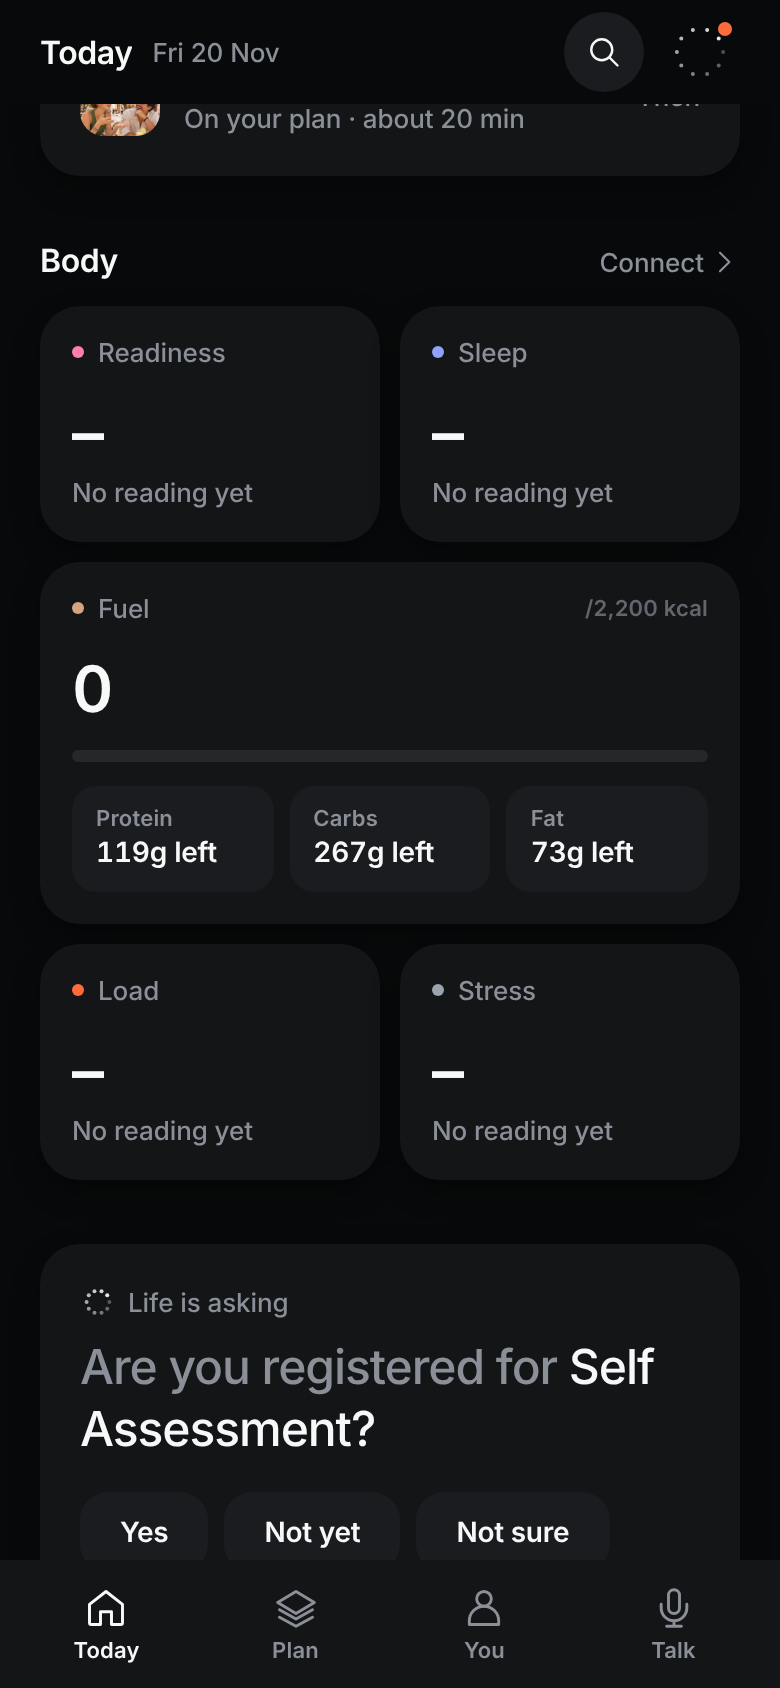 Today Fri 20 Nov
On your plan · about 20 min
Body
Connect
Readiness
Sleep
–
–
No reading yet
No reading yet
Fuel
/2,200 kcal
0
Protein
Carbs
Fat
119g left
267g left
73g left
Load
Stress
–
–
No reading yet
No reading yet
Life is asking
Are you registered for Self
Assessment?
Yes
Not yet
Not sure
Today
Plan
You
Talk